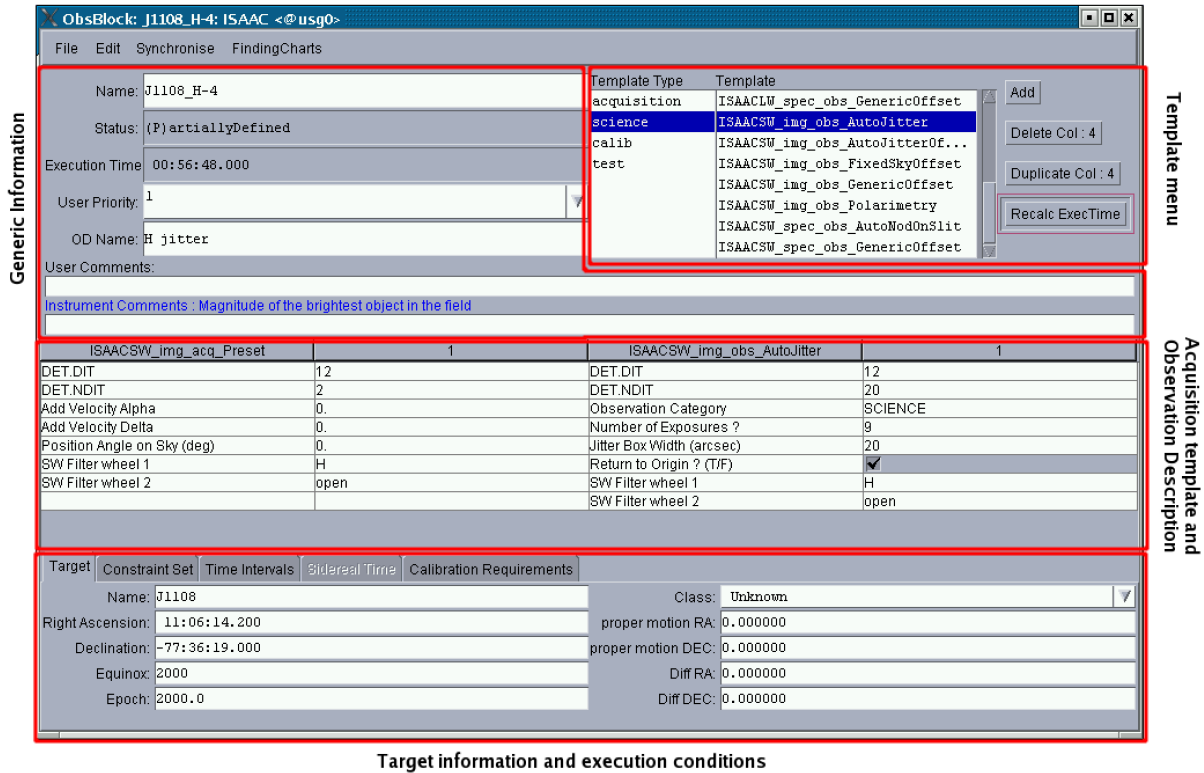 ObsBlock: J1108_H-4: ISAAC <@usg0>
File Edit Synchronise FindingCharts
Generic Information
Name: J1108_H-4
Status: (P)artiallyDefined
Execution Time 00:56:48.000
User Priority: 1
OD Name: H jitter
User Comments:
Instrument Comments : Magnitude of the brightest object in the field
Template Type Template
acquisition ISAACLW_spec_obs_GenericOffset
science ISAACSW_img_obs_AutoJitter
calib ISAACSW_img_obs_AutoJitterOf...
test ISAACSW_img_obs_FixedSkyOffset
ISAACSW_img_obs_GenericOffset
ISAACSW_img_obs_Polarimetry
ISAACSW_spec_obs_AutoNodOnSlit
ISAACSW_spec_obs_GenericOffset
Add
Delete Col : 4
Duplicate Col : 4
Recalc ExecTime
Template menu
ISAACSW_img_acq_Preset 1 ISAACSW_img_obs_AutoJitter 1
DET.DIT 12 DET.DIT 12
DET.NDIT 2 DET.NDIT 20
Add Velocity Alpha 0. Observation Category SCIENCE
Add Velocity Delta 0. Number of Exposures ? 9
Position Angle on Sky (deg) 0. Jitter Box Width (arcsec) 20
SW Filter wheel 1 H Return to Origin ? (T/F)
SW Filter wheel 2 open SW Filter wheel 1 H
SW Filter wheel 2 open
Acquisition template and
Observation Description
Target Constraint Set Time Intervals Sidereal Time Calibration Requirements
Name: J1108 Class: Unknown
Right Ascension: 11:06:14.200 proper motion RA: 0.000000
Declination: -77:36:19.000 proper motion DEC: 0.000000
Equinox: 2000 Diff RA: 0.000000
Epoch: 2000.0 Diff DEC: 0.000000
Target information and execution conditions